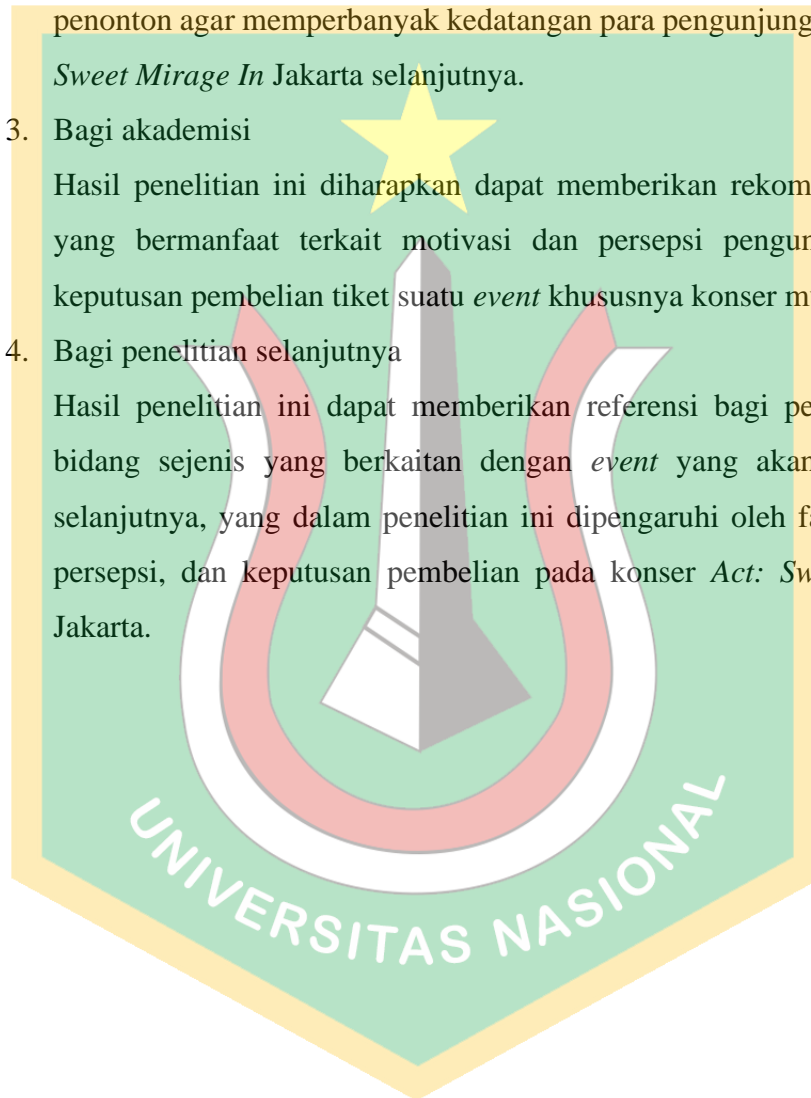 penonton agar memperbanyak kedatangan para pengunjung
Sweet Mirage In Jakarta selanjutnya.
3. Bagi akademisi
Hasil penelitian ini diharapkan dapat memberikan rekom
yang bermanfaat terkait motivasi dan persepsi pengun
keputusan pembelian tiket suatu event khususnya konser m
4. Bagi penelitian selanjutnya
Hasil penelitian ini dapat memberikan referensi bagi pe
bidang sejenis yang berkaitan dengan event yang akan
selanjutnya, yang dalam penelitian ini dipengaruhi oleh fa
persepsi, dan keputusan pembelian pada konser Act: Sw
Jakarta.
UNIVERSITAS NASIONAL